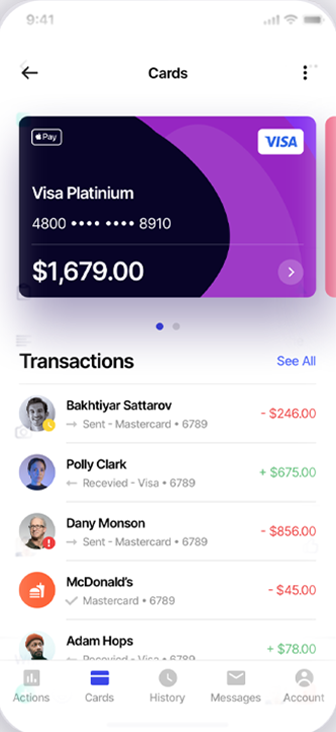 9:41
Cards
Pay
VISA
Visa Platinium
4800 •••• •••• 8910
$1,679.00
Transactions
See All
Bakhtiyar Sattarov
- $246.00
→ Sent - Mastercard • 6789
Polly Clark
+ $675.00
← Recevied - Visa • 6789
Dany Monson
- $856.00
→ Sent - Mastercard • 6789
McDonald's
- $45.00
Mastercard • 6789
Adam Hops
+ $78.00
← Recevied - Visa • 6789
Actions
Cards
History
Messages
Account